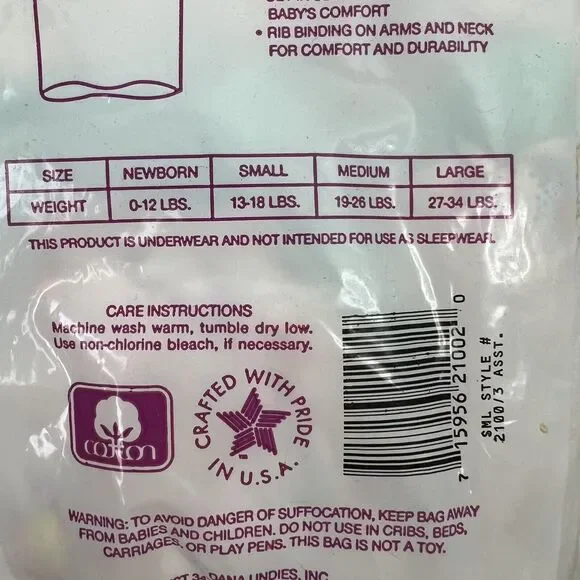 BABY'S COMFORT
• RIB BINDING ON ARMS AND NECK
FOR COMFORT AND DURABILITY
SIZE NEWBORN SMALL MEDIUM LARGE
WEIGHT 0-12 LBS. 13-18 LBS. 19-26 LBS. 27-34 LBS.
THIS PRODUCT IS UNDERWEAR AND NOT INTENDED FOR USE AS SLEEPWEAR.
CARE INSTRUCTIONS
Machine wash warm, tumble dry low.
Use non-chlorine bleach, if necessary.
cotton
CRAFTED WITH PRIDE
IN U.S.A.
7 15956 21002 0
SML STYLE #
2100/3 ASST.
WARNING: TO AVOID DANGER OF SUFFOCATION, KEEP BAG AWAY
FROM BABIES AND CHILDREN. DO NOT USE IN CRIBS, BEDS,
CARRIAGES, OR PLAY PENS. THIS BAG IS NOT A TOY.
DANA UNDIES, INC.